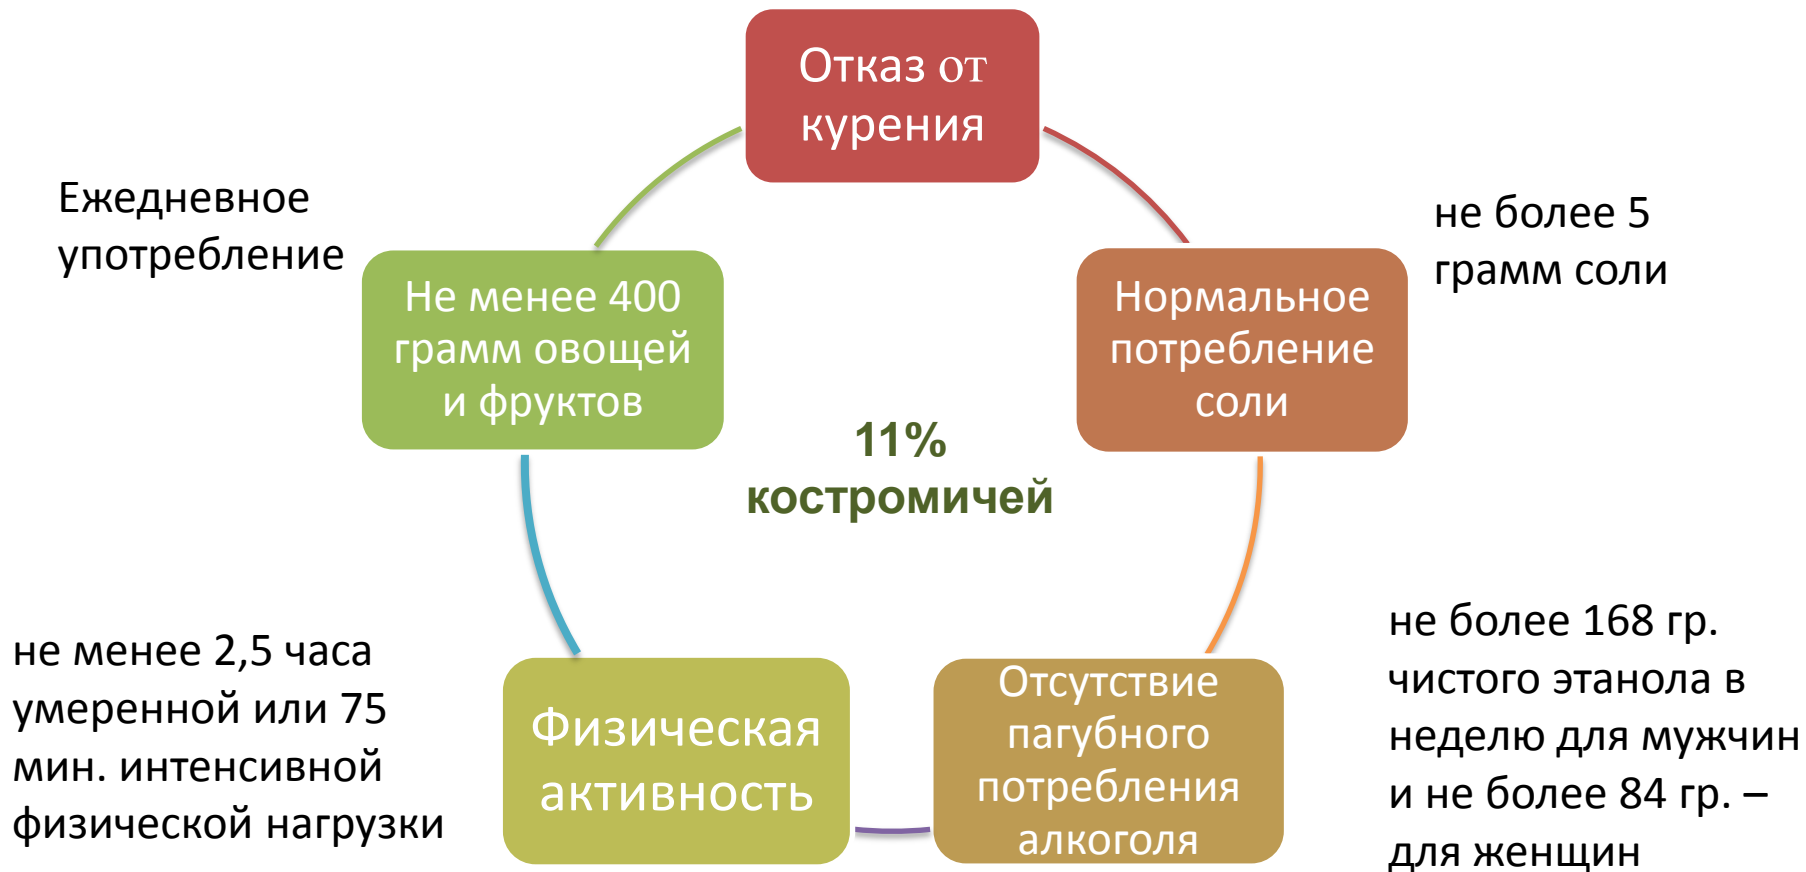 Отказ от
курения
Ежедневное
употребление
не более 5
грамм соли
Не менее 400
грамм овощей
и фруктов
Нормальное
потребление
соли
11%
костромичей
не менее 2,5 часа
умеренной или 75
мин. интенсивной
физической нагрузки
Физическая
активность
Отсутствие
пагубного
потребления
алкоголя
не более 168 гр.
чистого этанола в
неделю для мужчин
и не более 84 гр. –
для женщин